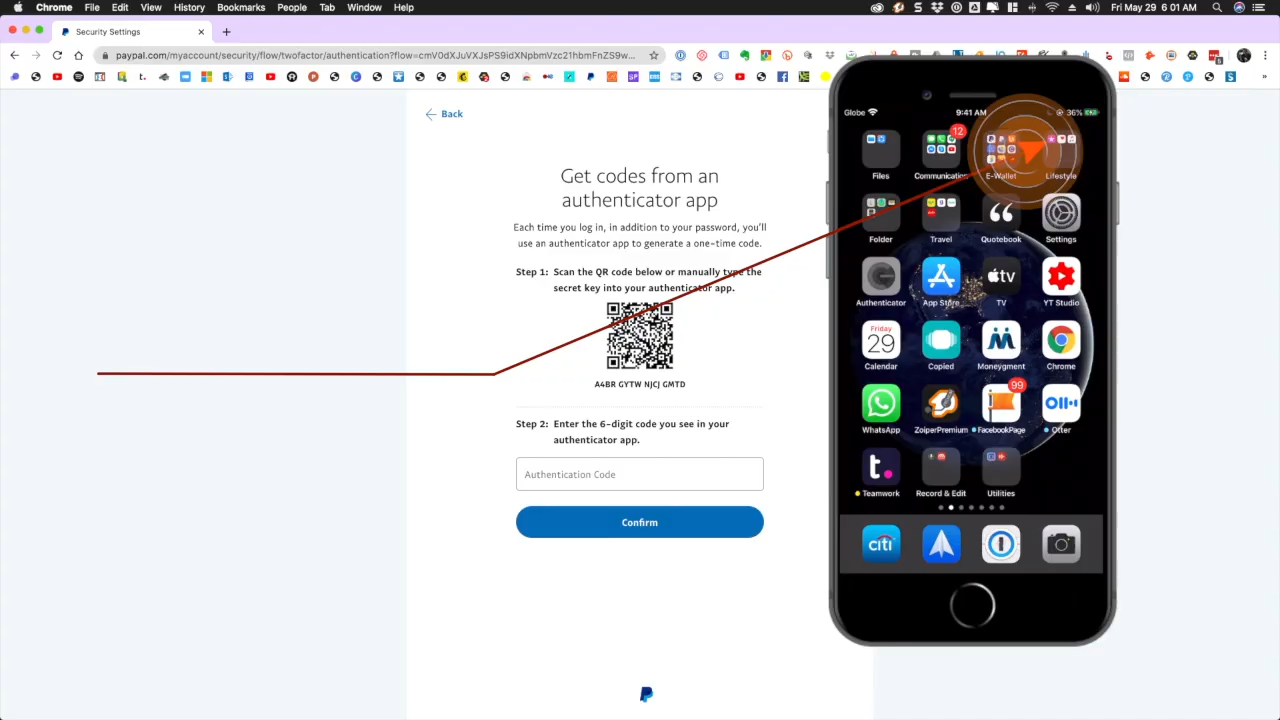 Chrome File Edit View History Bookmarks People Tab Window Help
Fri May 29 6:01 AM
Security Settings
paypal.com/myaccount/security/flow/twofactor/authentication?flow=cmV0dXJuVXJsPS9idXNpbmVzc21hbmFnZS9w...
Back
Get codes from an
authenticator app
Each time you log in, in addition to your password, you'll
use an authenticator app to generate a one-time code.
Step 1: Scan the QR code below or manually type the
secret key into your authenticator app.
A4BR GYTW NJCJ GMTD
Step 2: Enter the 6-digit code you see in your
authenticator app.
Authentication Code
Confirm
Globe 9:41 AM 36%
12
Files Communication E-Wallet Lifestyle
Folder Travel Quotebook Settings
tv
Authenticator App Store TV YT Studio
Friday
29
Calendar Copied Moneygment Chrome
99
WhatsApp ZoiperPremium FacebookPage Otter
t.
Teamwork Record & Edit Utilities
citi